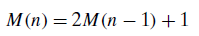 M(n) = 2M(n − 1) + 1